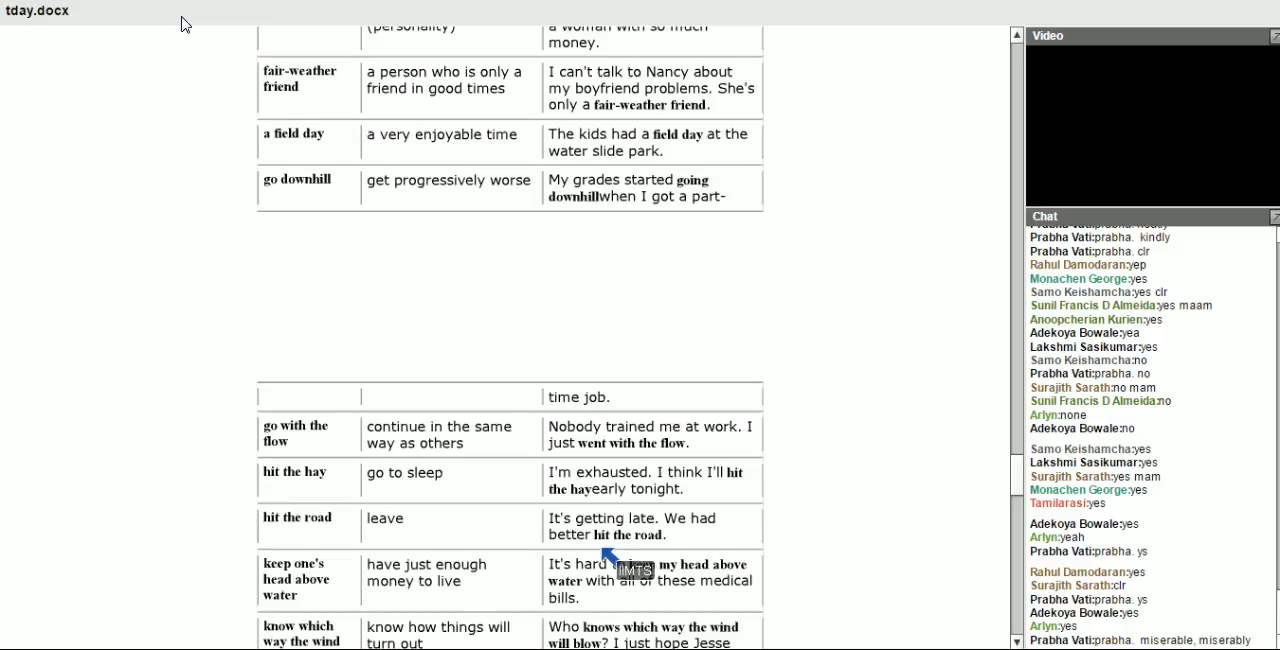 tday.docx
(personality)
a woman with so much
money.
fair-weather
friend
a person who is only a
friend in good times
I can't talk to Nancy about
my boyfriend problems. She's
only a fair-weather friend.
a field day
a very enjoyable time
The kids had a field day at the
water slide park.
go downhill
get progressively worse
My grades started going
downhillwhen I got a part-
time job.
go with the
flow
continue in the same
way as others
Nobody trained me at work. I
just went with the flow.
hit the hay
go to sleep
I'm exhausted. I think I'll hit
the hayearly tonight.
hit the road
leave
It's getting late. We had
better hit the road.
keep one's
head above
water
have just enough
money to live
It's hard my head above
water with all of these medical
bills.
iIMTS
know which
way the wind
know how things will
turn out
Who knows which way the wind
will blow? I just hope Jesse
Video
Chat
Prabha Vati:prabha.
Prabha Vati:prabha. kindly
Prabha Vati:prabha. clr
Rahul Damodaran:yep
Monachen George:yes
Samo Keishamcha:yes clr
Sunil Francis D Almeida:yes maam
Anoopcherian Kurien:yes
Adekoya Bowale:yea
Lakshmi Sasikumar:yes
Samo Keishamcha:no
Prabha Vati:prabha. no
Surajith Sarath:no mam
Sunil Francis D Almeida:no
Arlyn:none
Adekoya Bowale:no
Samo Keishamcha:yes
Lakshmi Sasikumar:yes
Surajith Sarath:yes mam
Monachen George:yes
Tamilarasi:yes
Adekoya Bowale:yes
Arlyn:yeah
Prabha Vati:prabha. ys
Rahul Damodaran:yes
Surajith Sarath:clr
Prabha Vati:prabha. ys
Adekoya Bowale:yes
Arlyn:yes
Prabha Vati:prabha. miserable, miserably